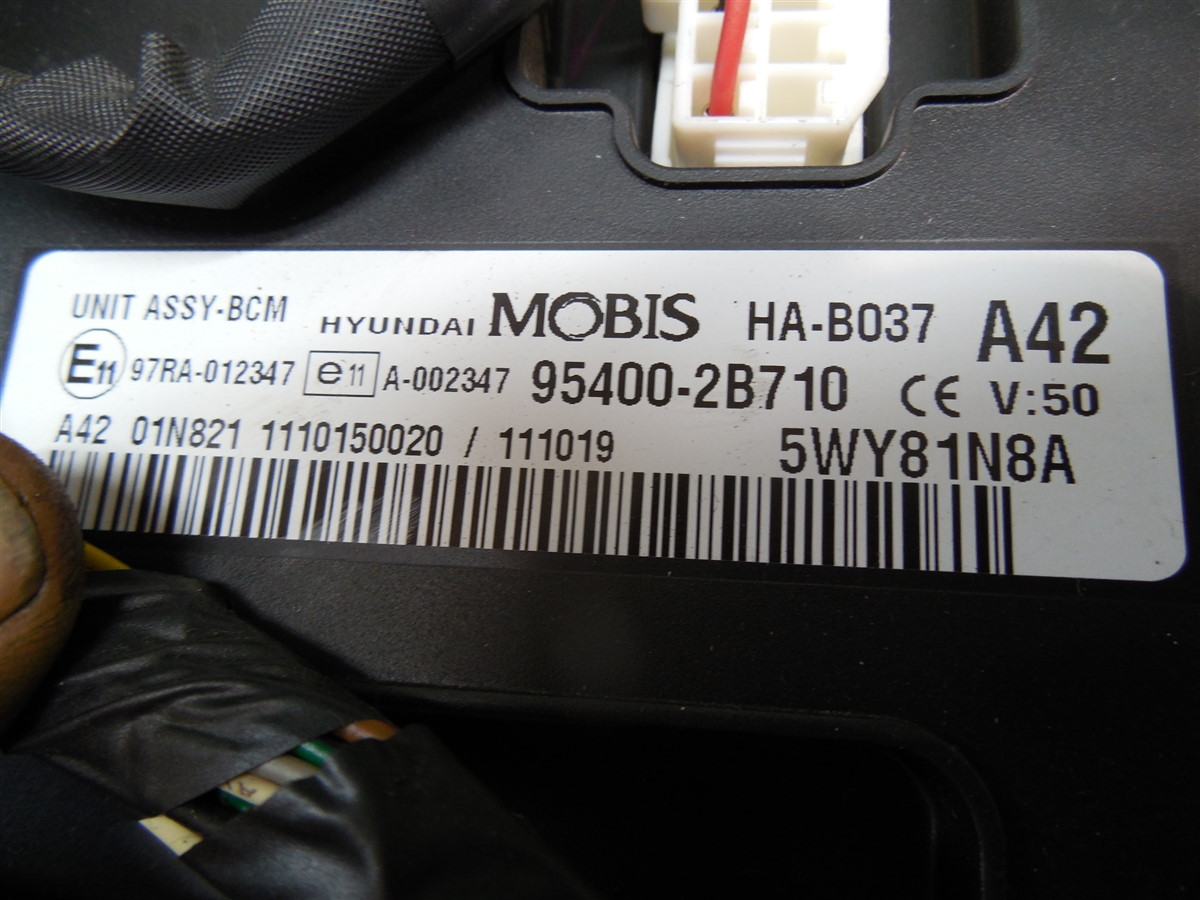 UNIT ASSY-BCM HYUNDAI MOBIS HA-B037 A42
E11 97RA-012347 e11 A-002347 95400-2B710 CE V:50
A42 01N821 1110150020 / 111019 5WY81N8A